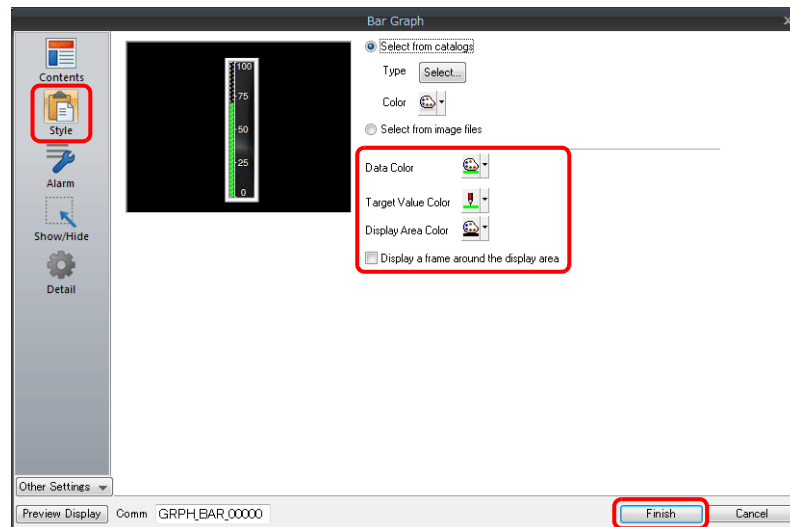 Bar Graph
Contents
Style
Alarm
Show/Hide
Detail
100
75
50
25
0
Select from catalogs
Type Select...
Color
Select from image files
Data Color
Target Value Color
Display Area Color
Display a frame around the display area
Other Settings
Preview Display Comm GRPH_BAR_00000 Finish Cancel